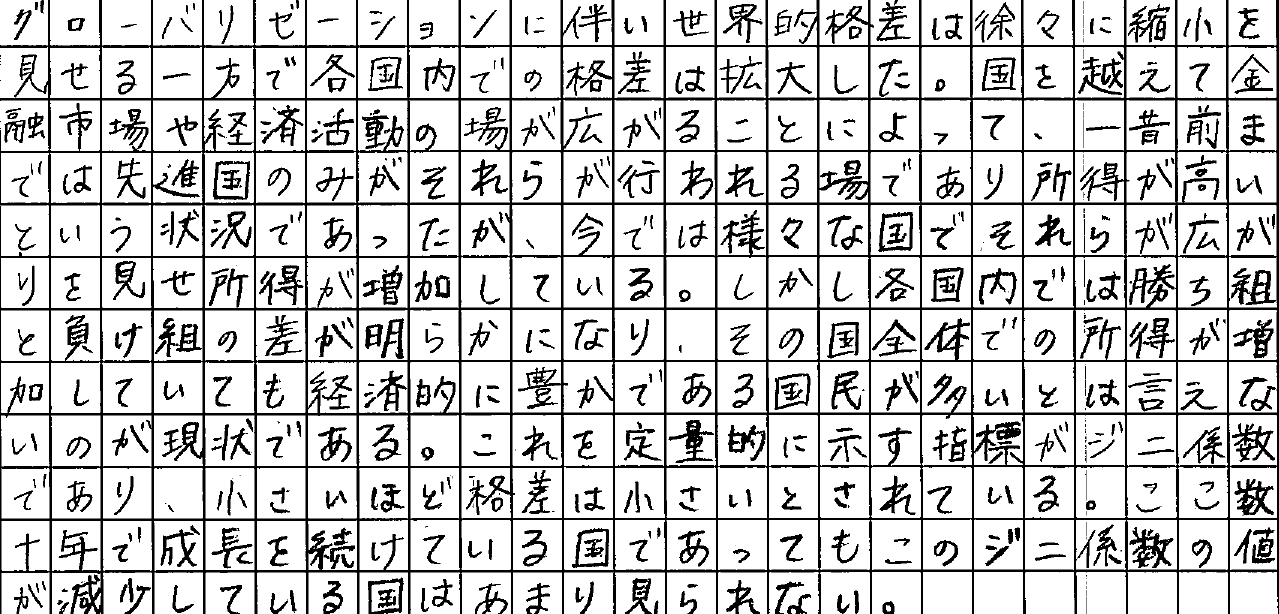 グローバリゼーションに伴い世界的格差は徐々に縮小を
見せる一方で各国内での格差は拡大した。国を越えて金
融市場や経済活動の場が広がることによって、一昔前ま
では先進国のみがそれらが行われる場であり所得が高い
という状況であったが、今では様々な国でそれらが広が
りを見せ所得が増加している。しかし各国内では勝ち組
と負け組の差が明らかになり、その国全体での所得が増
加していても経済的に豊かである国民が多いとは言えな
いのが現状である。これを定量的に示す指標がジニ係数
であり、小さいほど格差は小さいとされている。ここ数
十年で成長を続けている国であってもこのジニ係数の値
が減少している国はあまり見られない。